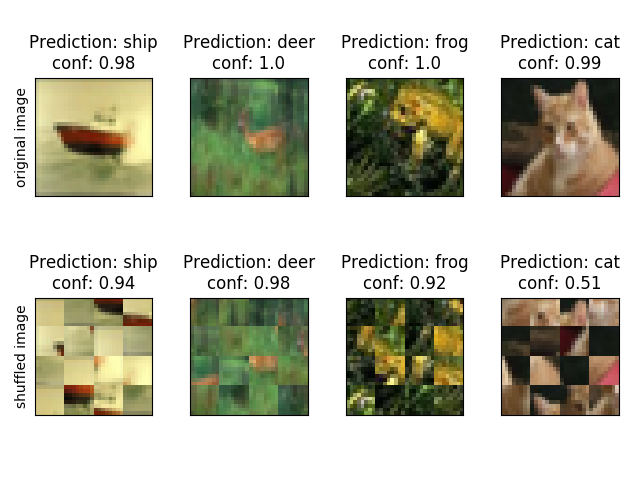 Prediction: ship
conf: 0.98
Prediction: deer
conf: 1.0
Prediction: frog
conf: 1.0
Prediction: cat
conf: 0.99
original image
Prediction: ship
conf: 0.94
Prediction: deer
conf: 0.98
Prediction: frog
conf: 0.92
Prediction: cat
conf: 0.51
shuffled image